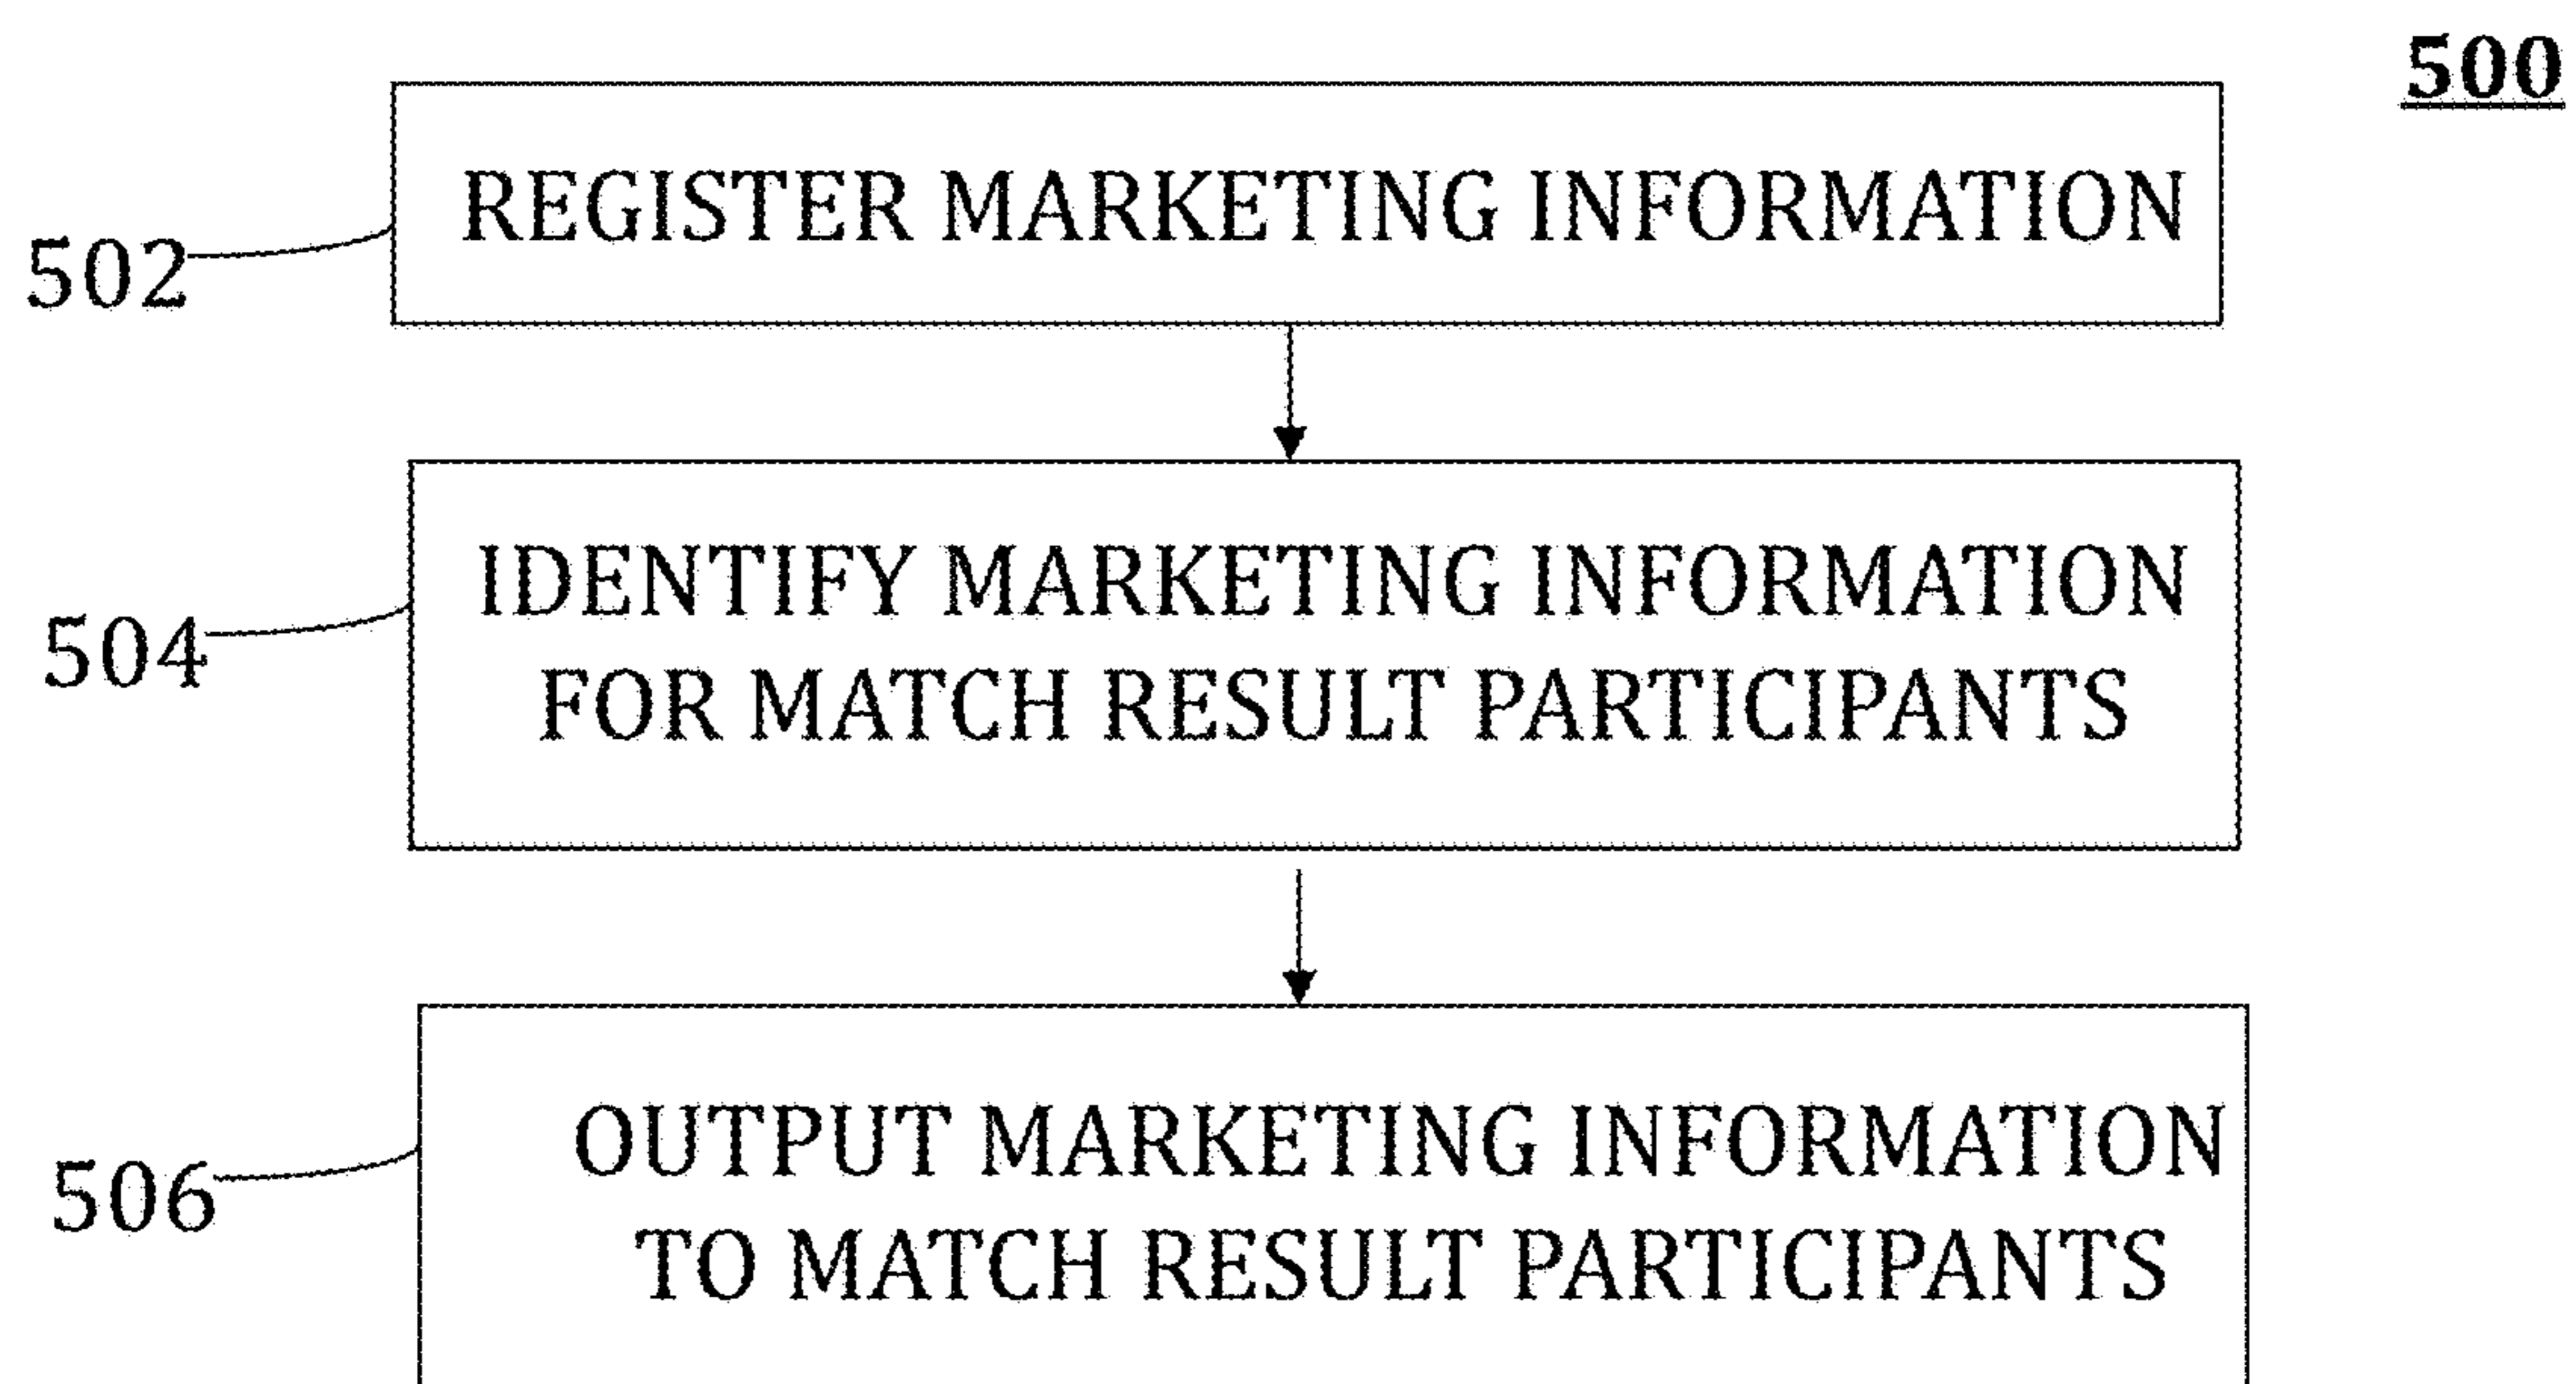 500
REGISTER MARKETING INFORMATION
502
IDENTIFY MARKETING INFORMATION
FOR MATCH RESULT PARTICIPANTS
504
OUTPUT MARKETING INFORMATION
TO MATCH RESULT PARTICIPANTS
506